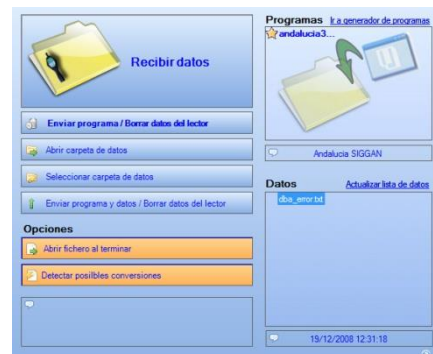 Recibir datos
Enviar programa / Borrar datos del lector
Abrir carpeta de datos
Seleccionar carpeta de datos
Enviar programa y datos / Borrar datos del lector
Opciones
Abrir fichero al terminar
Detectar posilbles conversiones
Programas Ir a generador de programas
andalucia3...
Andalucia SIGGAN
Datos Actualizar lista de datos
dba_error.txt
19/12/2008 12:31:18